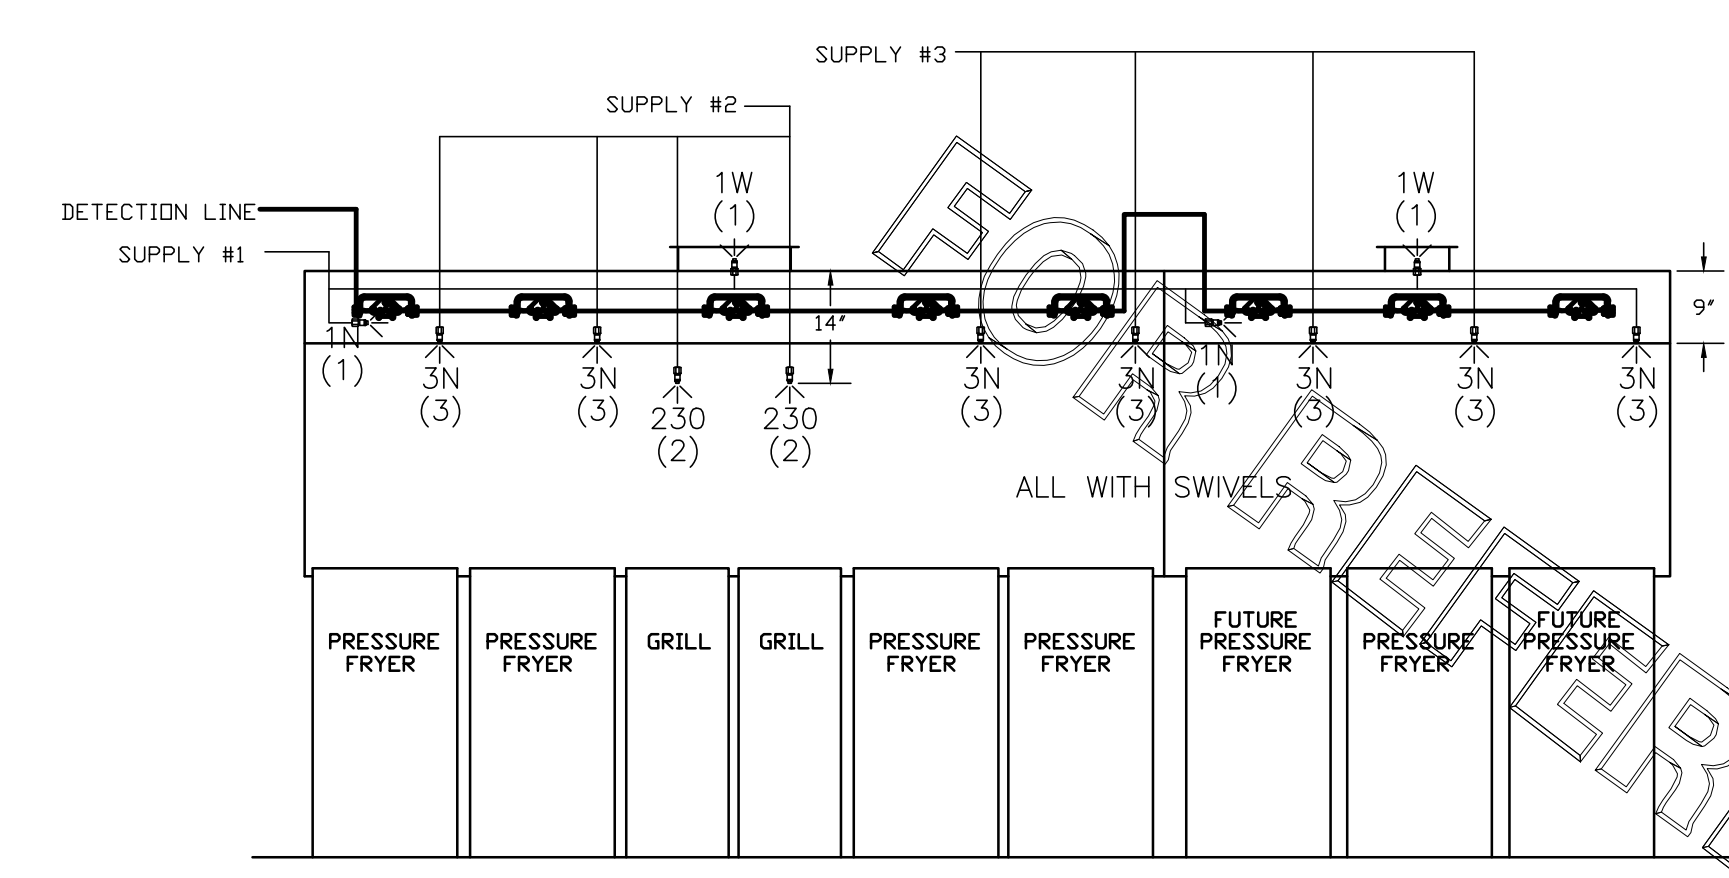 SUPPLY #3
SUPPLY #2
1W
(1)
1W
(1)
DETECTION LINE
SUPPLY #1
14"
9"
1N
(1)
3N
(3)
3N
(3)
230
(2)
230
(2)
3N
(3)
3N
(3)
1N
(1)
3N
(3)
3N
(3)
3N
(3)
ALL WITH SWIVELS
PRESSURE
FRYER
PRESSURE
FRYER
GRILL
GRILL
PRESSURE
FRYER
PRESSURE
FRYER
FUTURE
PRESSURE
FRYER
PRESSURE
FRYER
FUTURE
PRESSURE
FRYER
FOR REFER